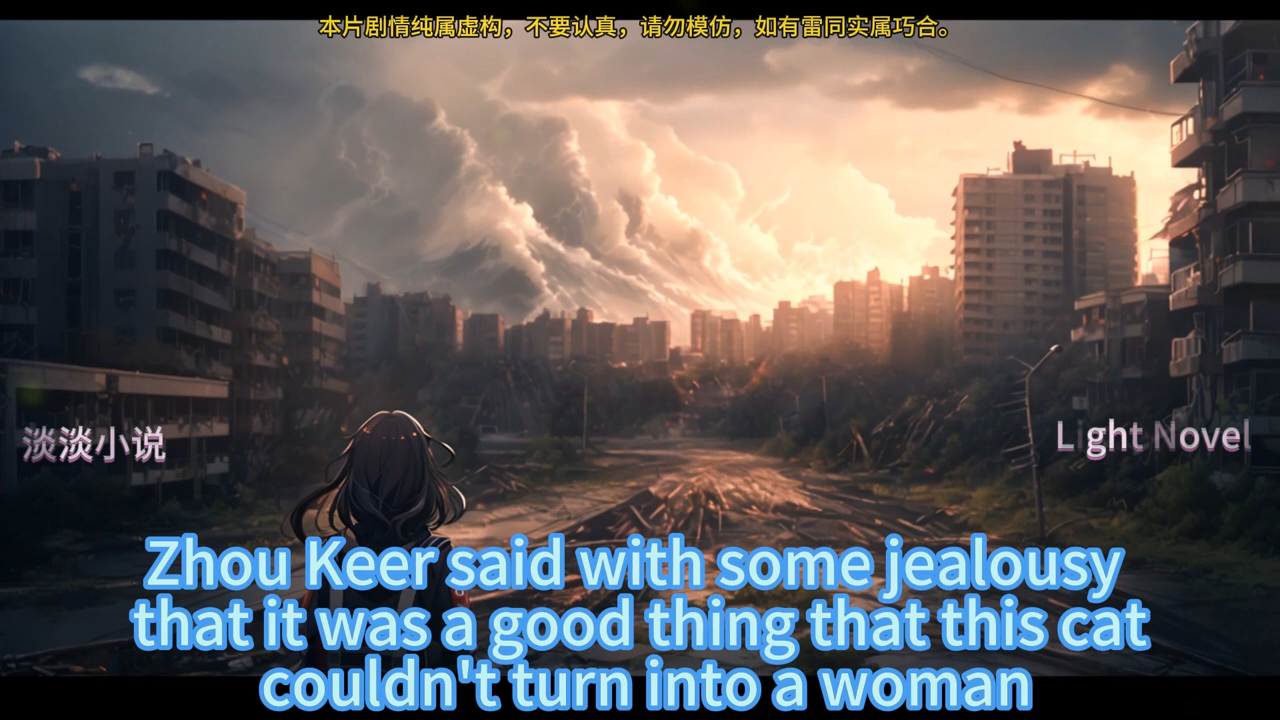 本片剧情纯属虚构，不要认真，请勿模仿，如有雷同实属巧合。
淡淡小说
Light Novel
Zhou Keer said with some jealousy
that it was a good thing that this cat
couldn't turn into a woman